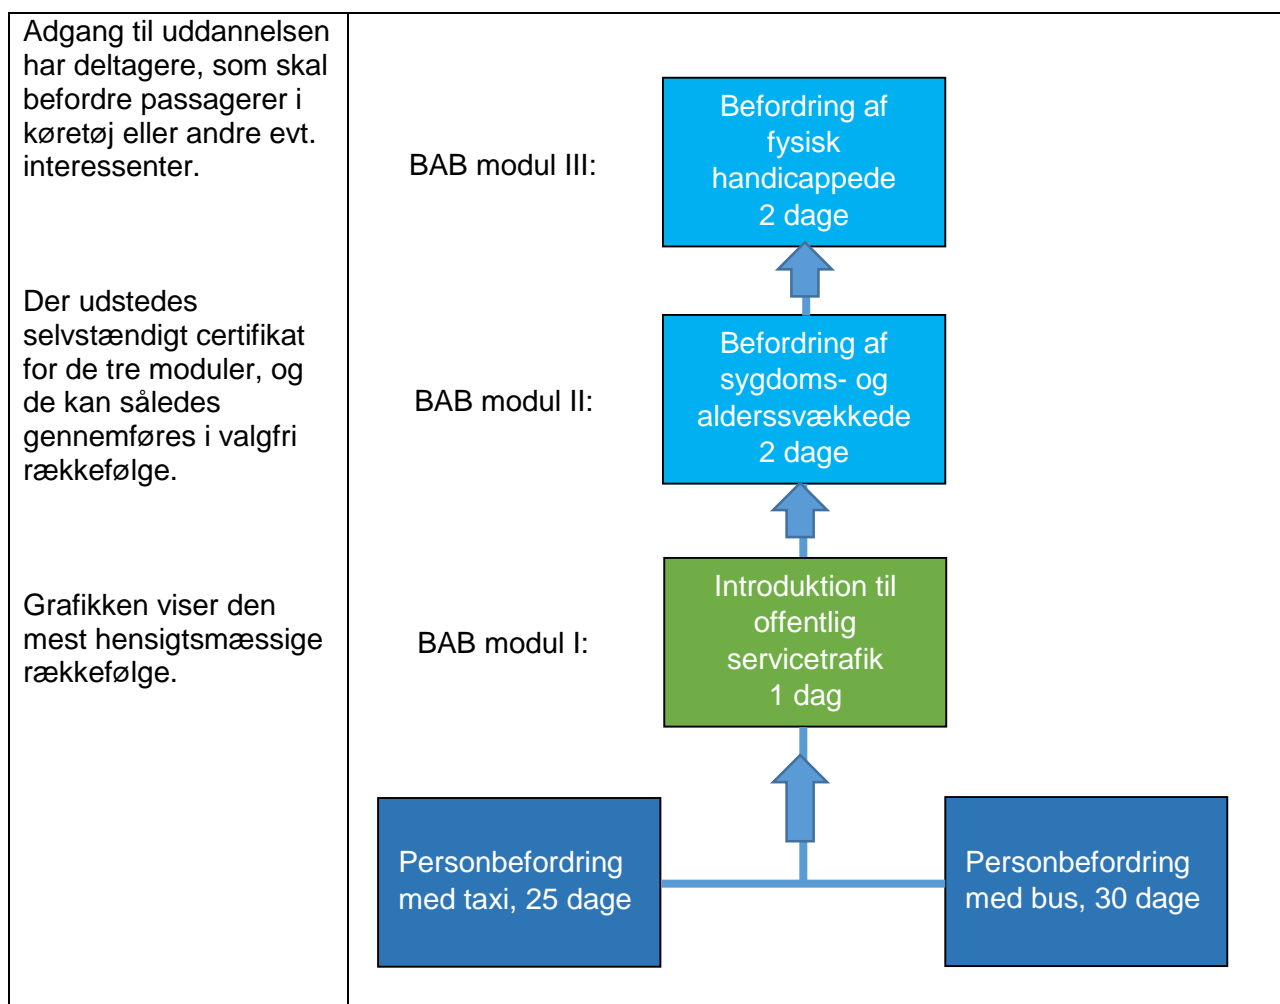 Adgang til uddannelsen
har deltagere, som skal
befordre passagerer i
køretøj eller andre evt.
interessenter.
Der udstedes
selvstændigt certifikat
for de tre moduler, og
de kan således
gennemføres i valgfri
rækkefølge.
Grafikken viser den
mest hensigtsmæssige
rækkefølge.
BAB modul III:
Befordring af
fysisk
handicappede
2 dage
BAB modul II:
Befordring af
sygdoms- og
alderssvækkede
2 dage
BAB modul I:
Introduktion til
offentlig
servicetrafik
1 dag
Personbefordring
med taxi, 25 dage
Personbefordring
med bus, 30 dage